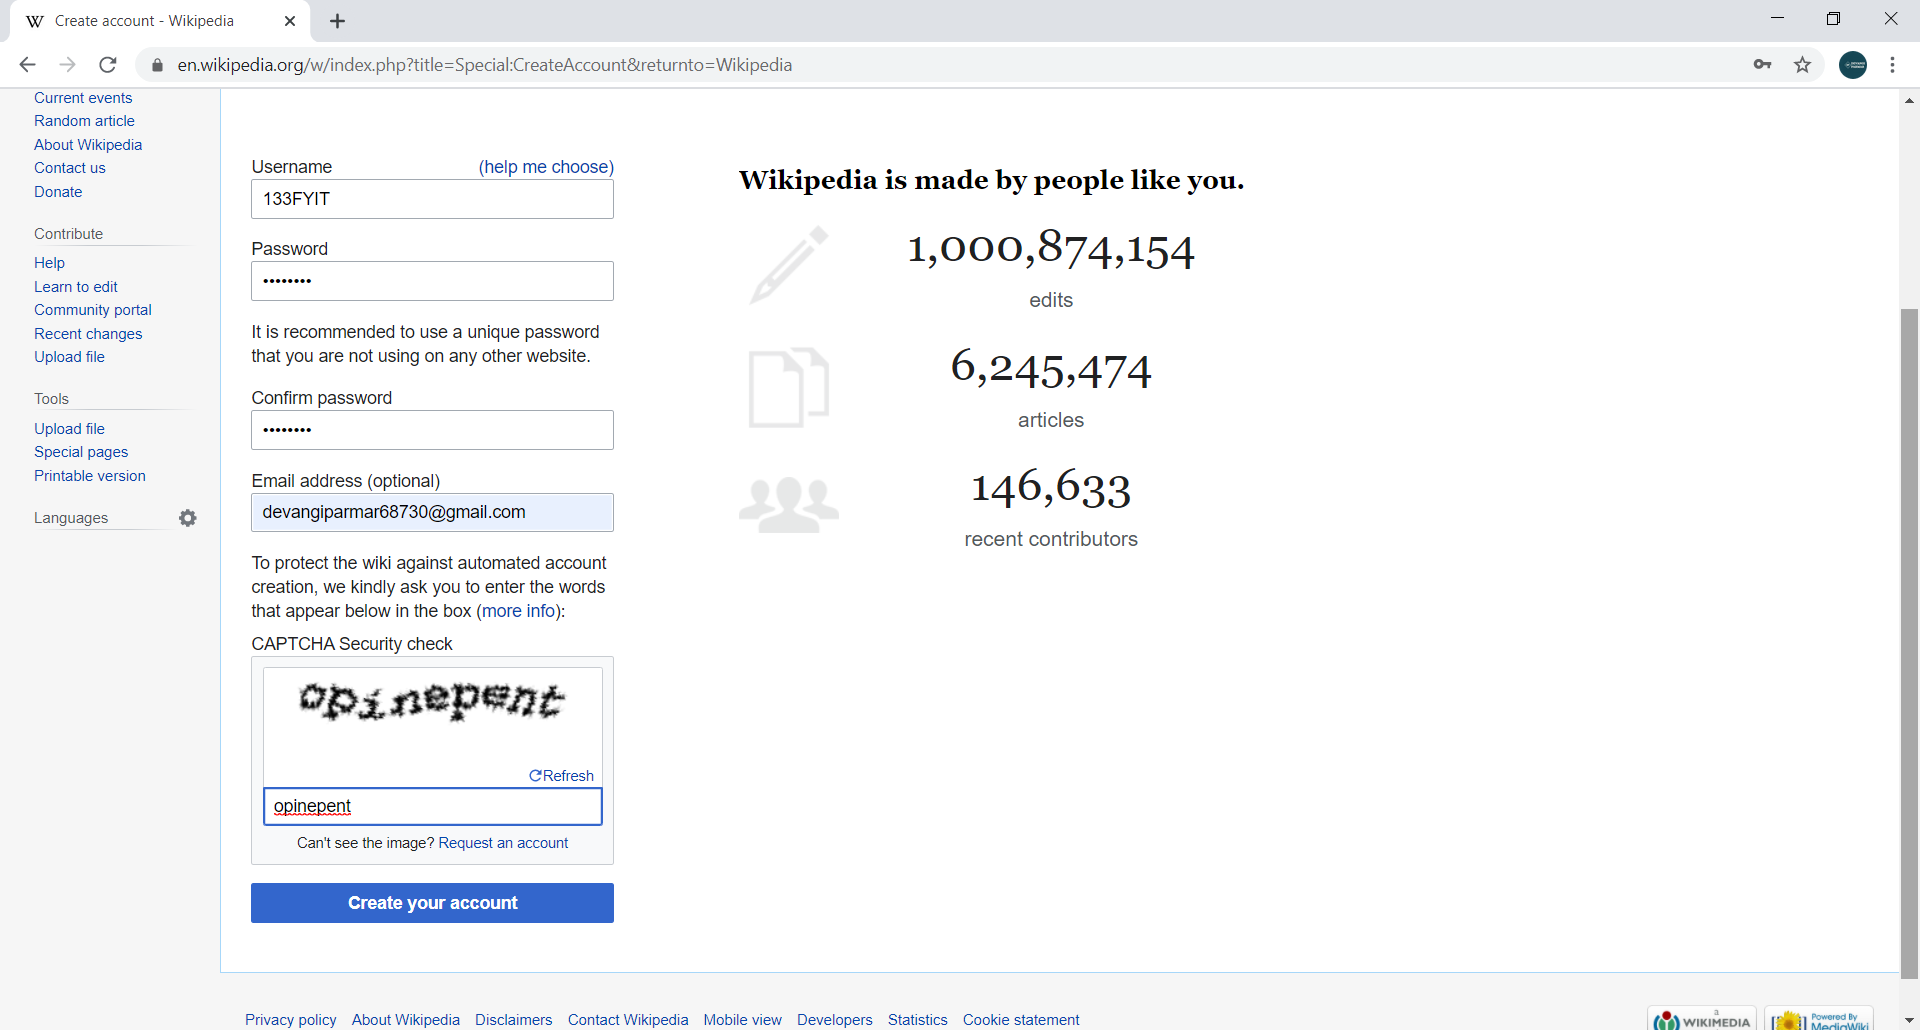 Create account - Wikipedia
en.wikipedia.org/w/index.php?title=Special:CreateAccount&returnto=Wikipedia
Current events
Random article
About Wikipedia
Contact us
Donate
Contribute
Help
Learn to edit
Community portal
Recent changes
Upload file
Tools
Upload file
Special pages
Printable version
Languages
Username (help me choose)
133FYIT
Password
••••••••
It is recommended to use a unique password
that you are not using on any other website.
Confirm password
••••••••
Email address (optional)
devangiparmar68730@gmail.com
To protect the wiki against automated account
creation, we kindly ask you to enter the words
that appear below in the box (more info):
CAPTCHA Security check
opinepent
Refresh
opinepent
Can't see the image? Request an account
Create your account
Wikipedia is made by people like you.
1,000,874,154
edits
6,245,474
articles
146,633
recent contributors
Privacy policy About Wikipedia Disclaimers Contact Wikipedia Mobile view Developers Statistics Cookie statement
a
WIKIMEDIA
Powered By
MediaWiki